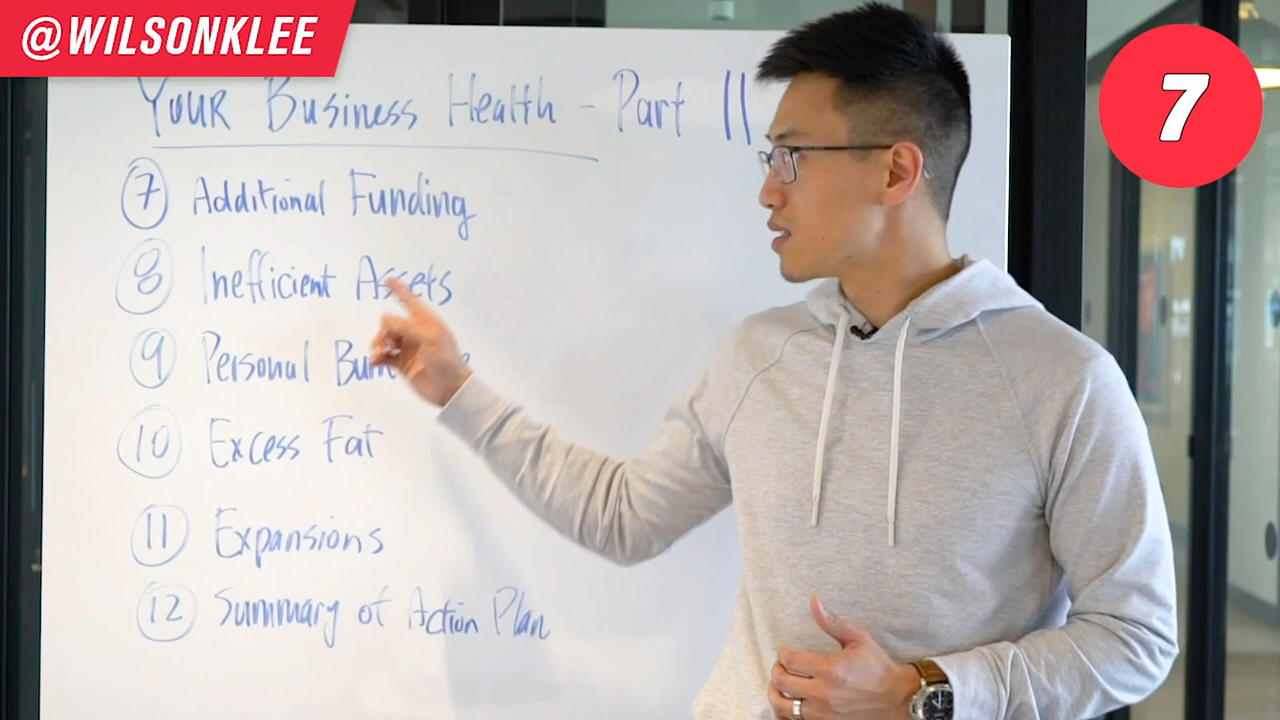 @WILSONKLEE
7
Your Business Health - Part II
7 Additional Funding
8 Inefficient Assets
9 Personal
10 Excess Fat
11 Expansions
12 Summary of Action Plan